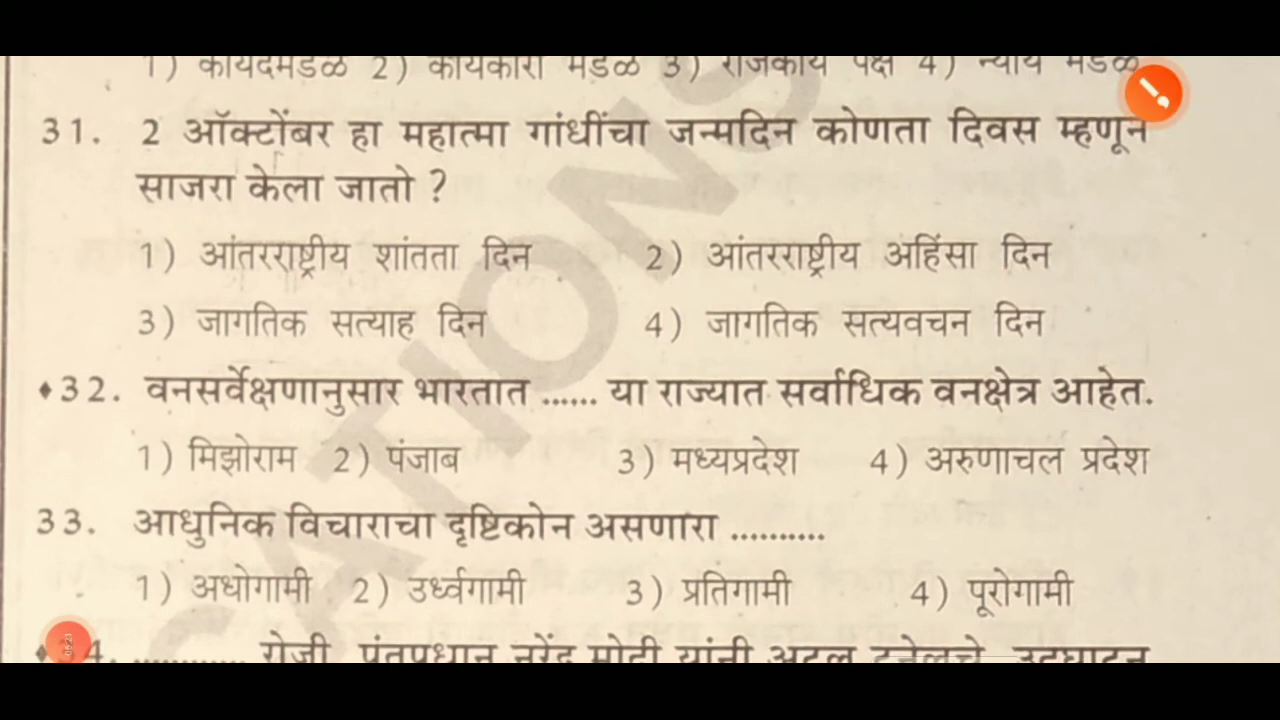 1) कायदेमंडळ 2) कार्यकारी मंडळ 3) राजकीय पक्ष 4) न्याय मंडळ
31. 2 ऑक्टोंबर हा महात्मा गांधींचा जन्मदिन कोणता दिवस म्हणून
साजरा केला जातो ?
1) आंतरराष्ट्रीय शांतता दिन 2) आंतरराष्ट्रीय अहिंसा दिन
3) जागतिक सत्याह दिन 4) जागतिक सत्यवचन दिन
♦32. वनसर्वेक्षणानुसार भारतात ...... या राज्यात सर्वाधिक वनक्षेत्र आहेत.
1) मिझोराम 2) पंजाब 3) मध्यप्रदेश 4) अरुणाचल प्रदेश
33. आधुनिक विचाराचा दृष्टिकोन असणारा ..........
1) अधोगामी 2) उर्ध्वगामी 3) प्रतिगामी 4) पूरोगामी
♦34. ............ रोजी पंतप्रधान नरेंद्र मोदी यांनी अटल टनेलचे उदघाटन
CATIONS